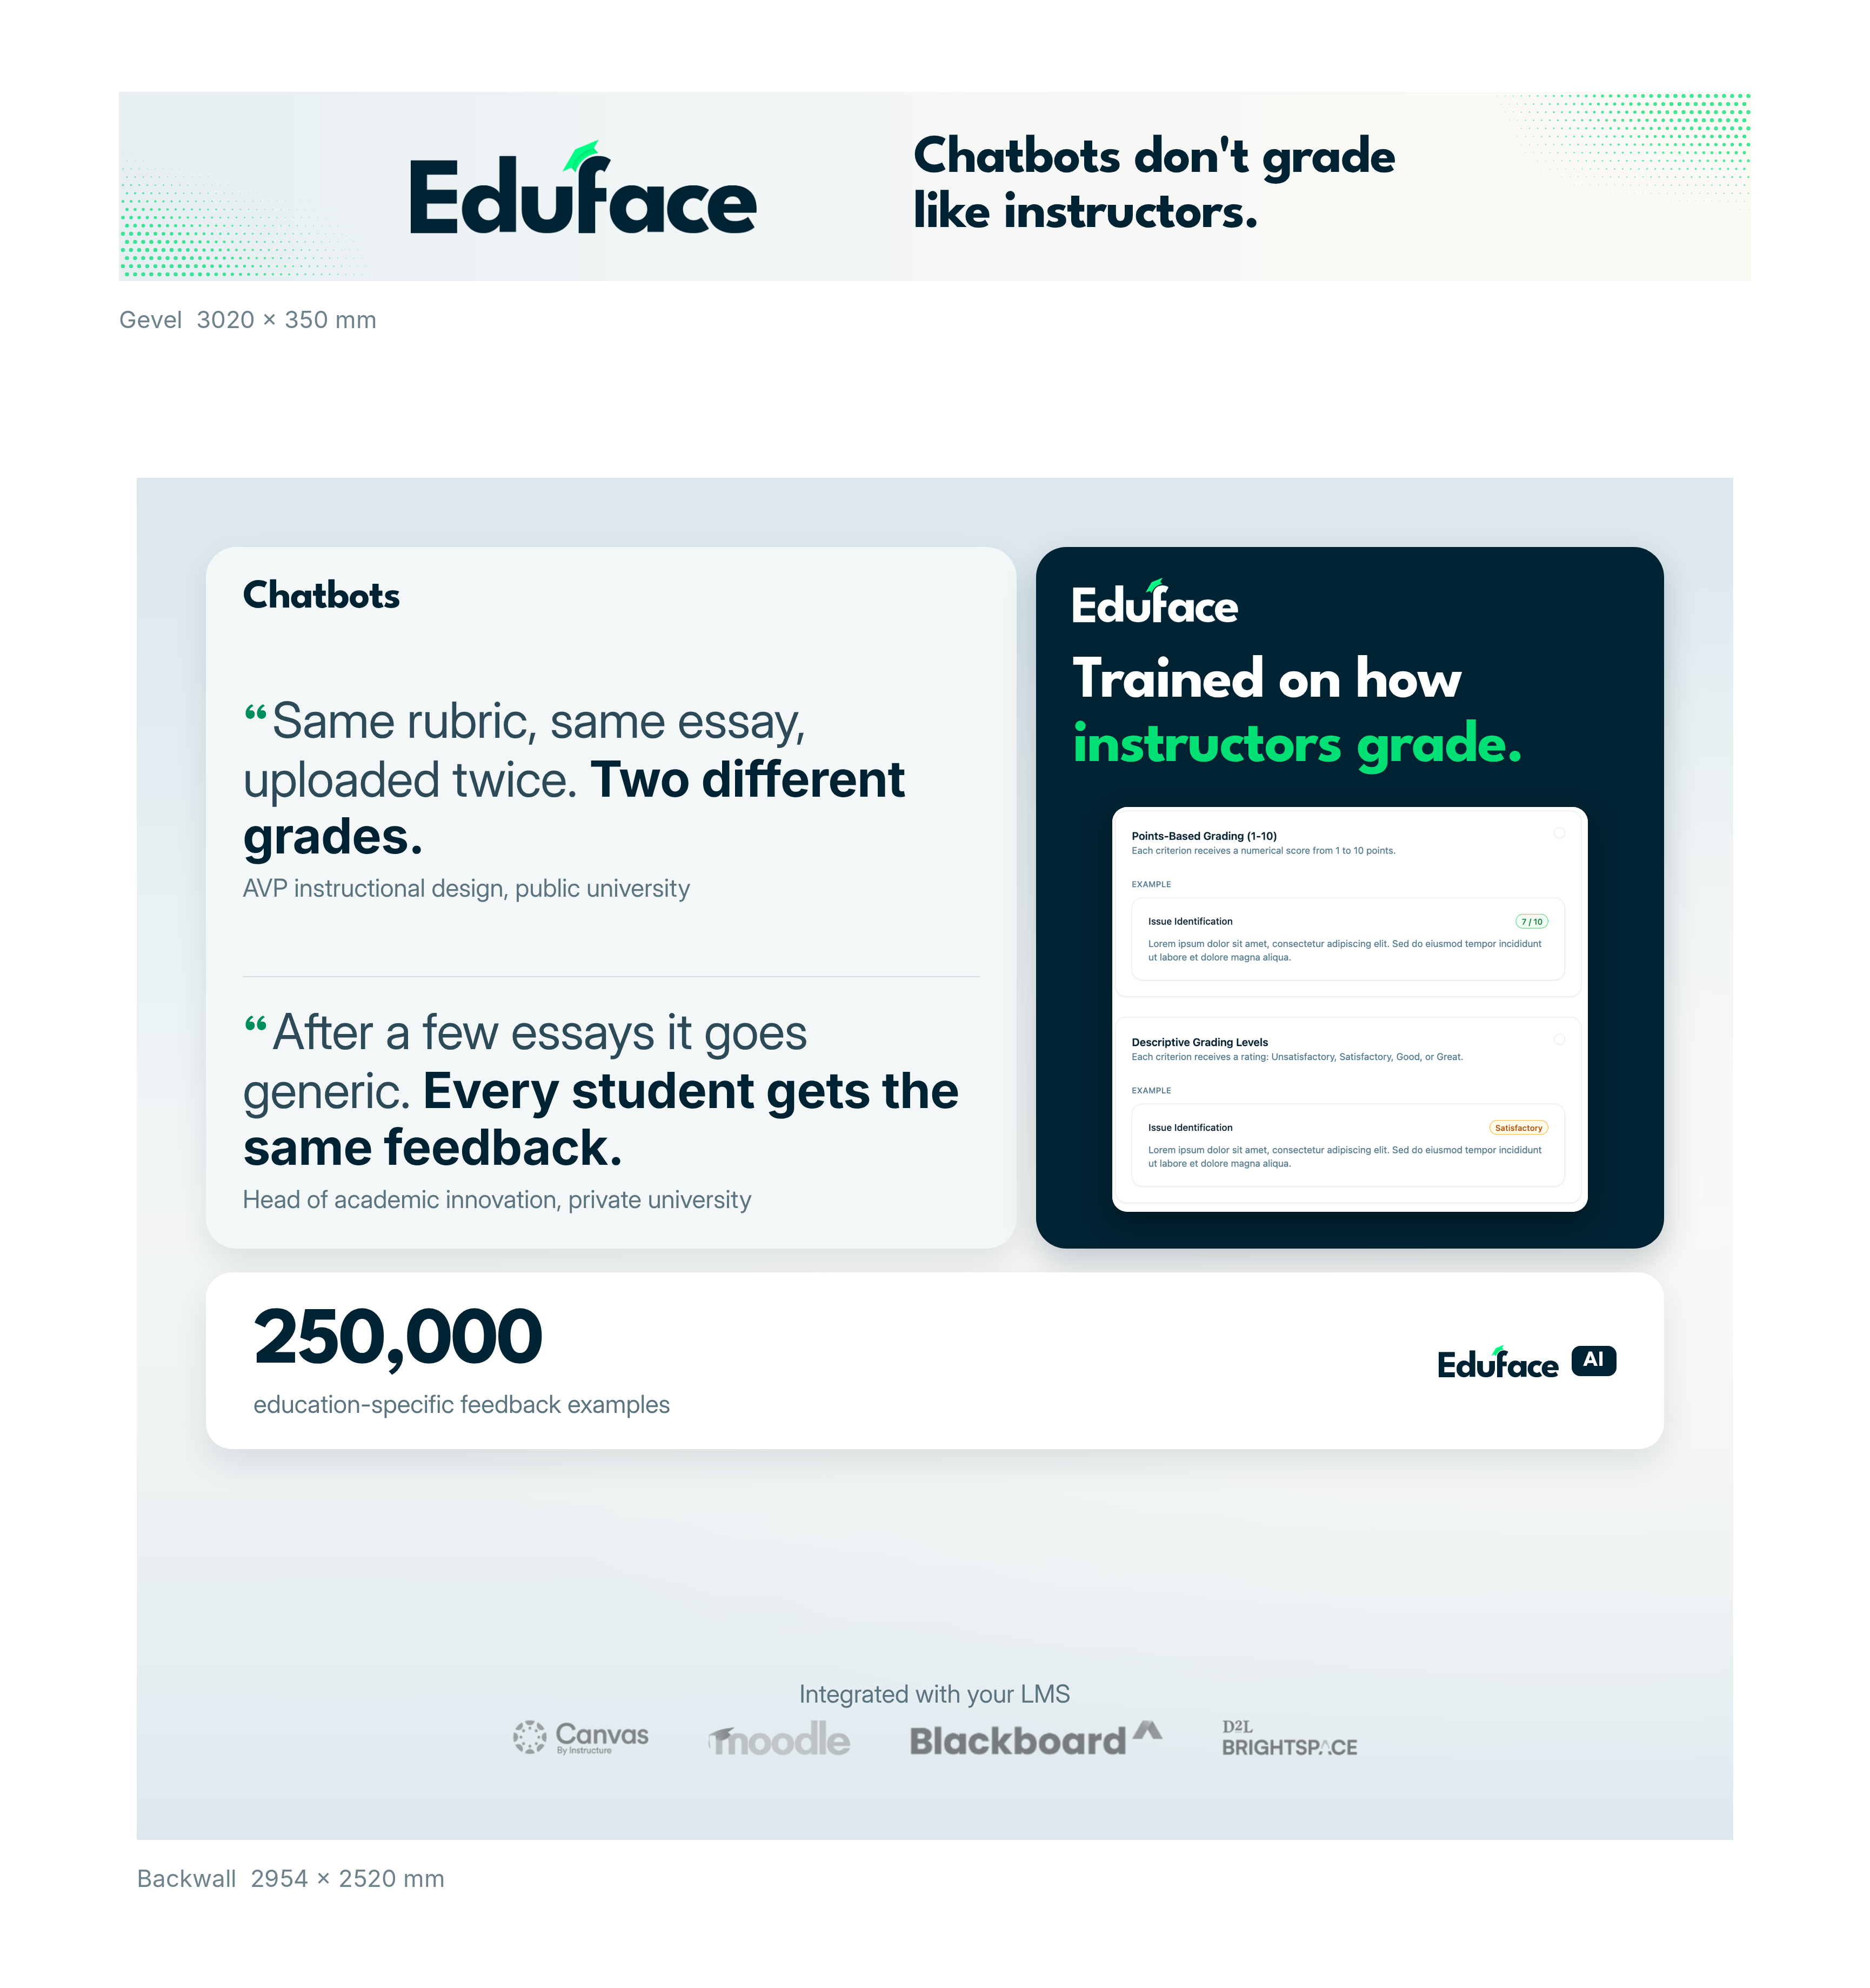 Eduface
Chatbots don't grade
like instructors.
Gevel 3020 × 350 mm
Chatbots
“Same rubric, same essay,
uploaded twice. Two different
grades.
AVP instructional design, public university
“After a few essays it goes
generic. Every student gets the
same feedback.
Head of academic innovation, private university
Eduface
Trained on how
instructors grade.
Points-Based Grading (1-10)
Each criterion receives a numerical score from 1 to 10 points.
EXAMPLE
Issue Identification
7 / 10
Lorem ipsum dolor sit amet, consectetur adipiscing elit. Sed do eiusmod tempor incididunt
ut labore et dolore magna aliqua.
Descriptive Grading Levels
Each criterion receives a rating: Unsatisfactory, Satisfactory, Good, or Great.
EXAMPLE
Issue Identification
Satisfactory
Lorem ipsum dolor sit amet, consectetur adipiscing elit. Sed do eiusmod tempor incididunt
ut labore et dolore magna aliqua.
250,000
education-specific feedback examples
Eduface AI
Integrated with your LMS
Canvas
By Instructure
moodle
Blackboard
D2L
BRIGHTSPACE
Backwall 2954 × 2520 mm